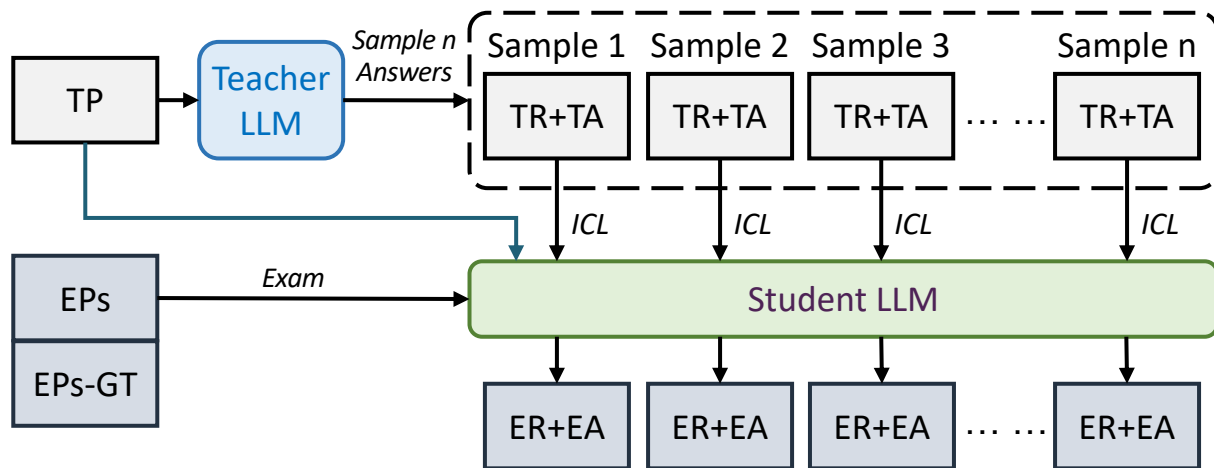 Sample n
Answers
Sample 1
Sample 2
Sample 3
Sample n
TP
Teacher
LLM
TR+TA
TR+TA
TR+TA
... ...
TR+TA
ICL
ICL
ICL
ICL
EPs
Exam
Student LLM
EPs-GT
ER+EA
ER+EA
ER+EA
... ...
ER+EA